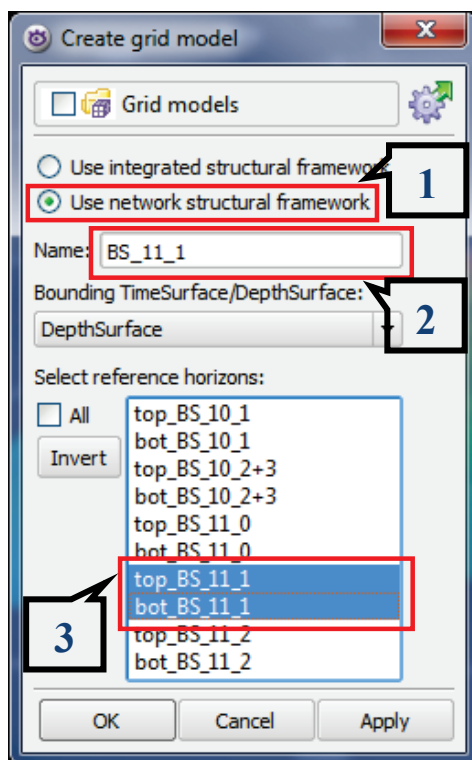 Create grid model
x
Grid models
Use integrated structural framework
1
Use network structural framework
Name: BS_11_1
Bounding TimeSurface/DepthSurface:
2
DepthSurface
Select reference horizons:
All
Invert
top_BS_10_1
bot_BS_10_1
top_BS_10_2+3
bot_BS_10_2+3
top_BS_11_0
bot_BS_11_0
top_BS_11_1
bot_BS_11_1
3
top_BS_11_2
bot_BS_11_2
OK Cancel Apply